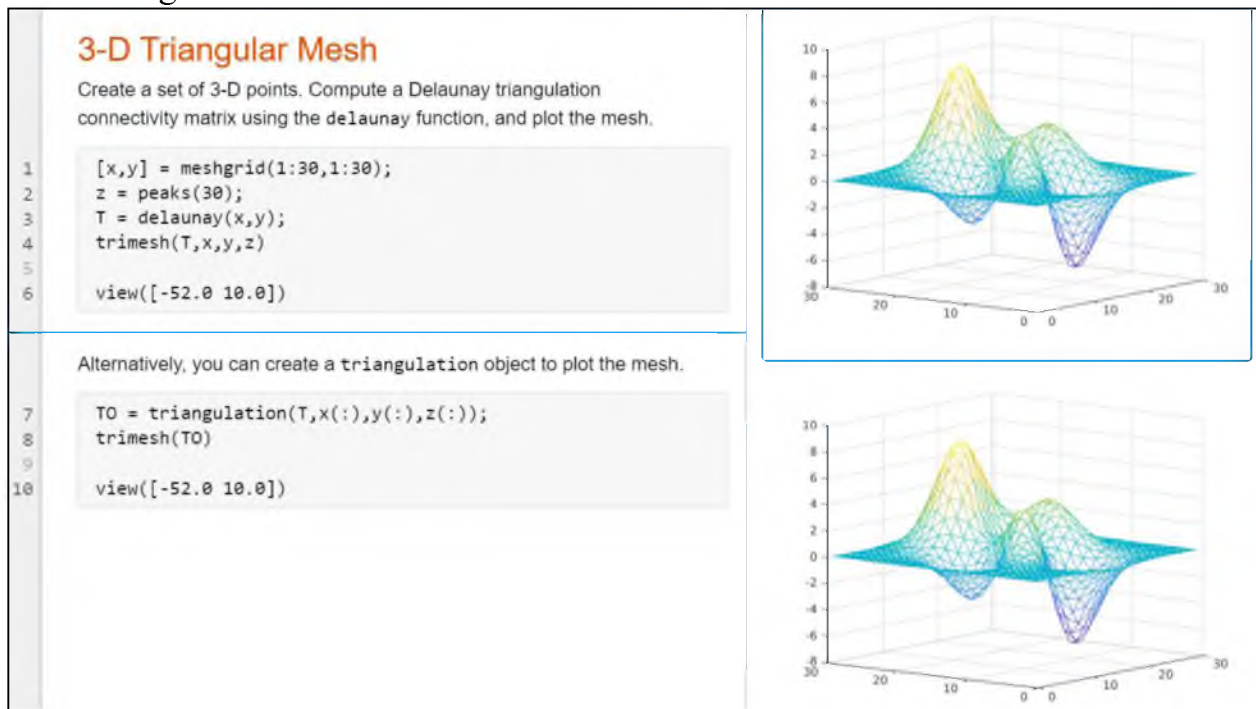 3-D Triangular Mesh
Create a set of 3-D points. Compute a Delaunay triangulation
connectivity matrix using the delaunay function, and plot the mesh.
1 [x,y] = meshgrid(1:30,1:30);
2 z = peaks(30);
3 T = delaunay(x,y);
4 trimesh(T,x,y,z)
5
6 view([-52.0 10.0])
Alternatively, you can create a triangulation object to plot the mesh.
7 TO = triangulation(T,x(:),y(:),z(:));
8 trimesh(TO)
9
10 view([-52.0 10.0])
10
8
6
4
2
0
-2
-4
-6
-8
30 20 10 0 0 10 20 30
10
8
6
4
2
0
-2
-4
-6
-8
30 20 10 0 0 10 20 30